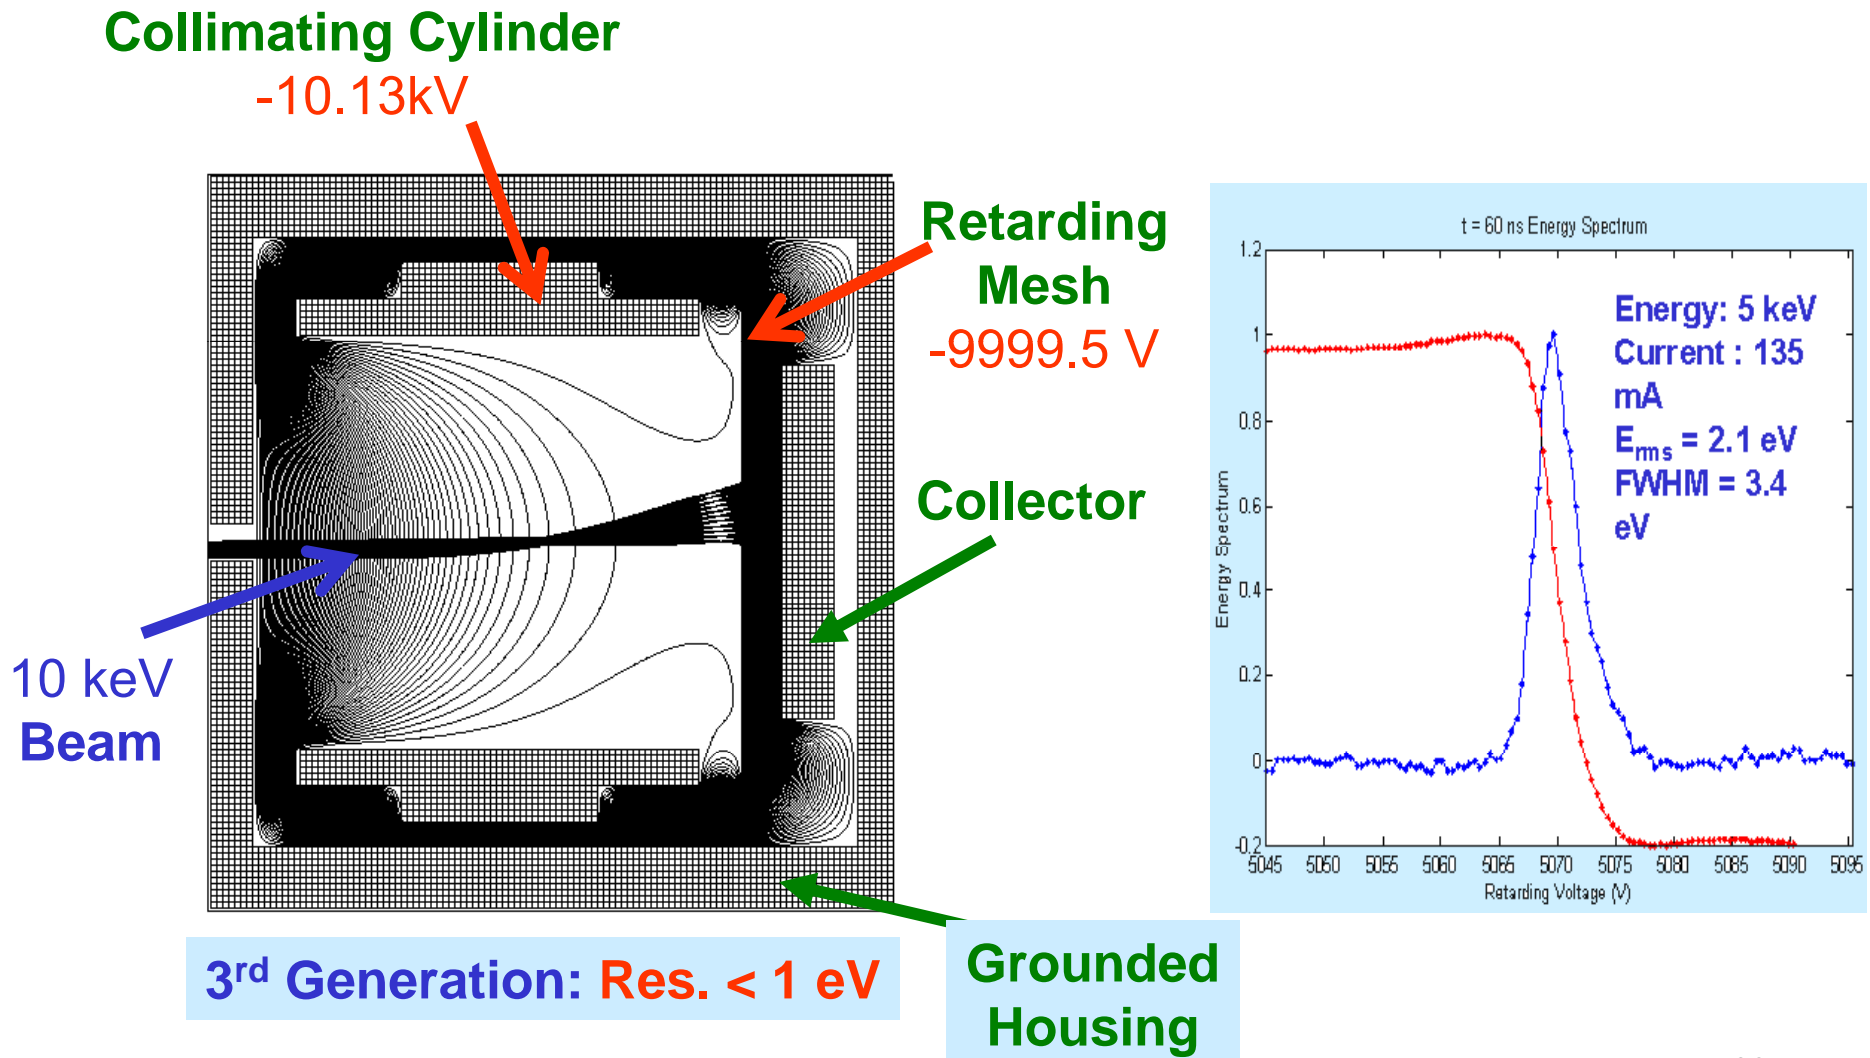 Collimating Cylinder
-10.13kV
Retarding
Mesh
-9999.5 V
Collector
10 keV
Beam
3rd Generation: Res. < 1 eV
Grounded
Housing
t = 60 ns Energy Spectrum
Energy: 5 keV
Current : 135
mA
Erms = 2.1 eV
FWHM = 3.4
eV
Energy Spectrum
1.2
1
0.8
0.6
0.4
0.2
0
-0.2
5045 5050 5055 5060 5065 5070 5075 5080 5085 5090 5095
Retarding Voltage (V)